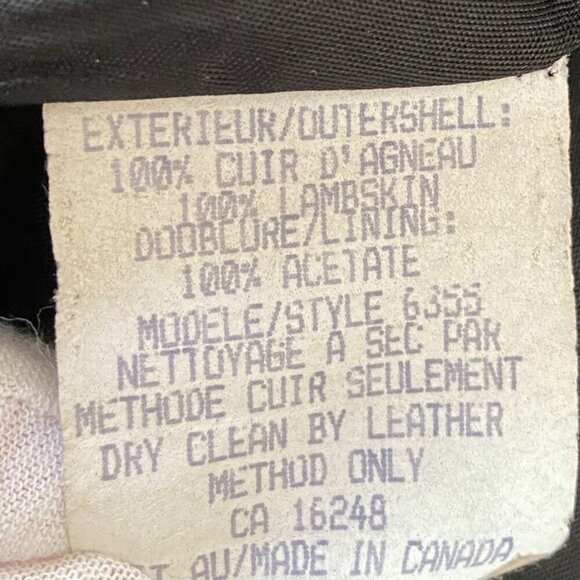 EXTERIEUR/OUTERSHELL:
100% CUIR D'AGNEAU
100% LAMBSKIN
DOOBLURE/LINING:
100% ACETATE
MODELE/STYLE 6355
NETTOYAGE A SEC PAR
METHODE CUIR SEULEMENT
DRY CLEAN BY LEATHER
METHOD ONLY
CA 16248
AU/MADE IN CANADA